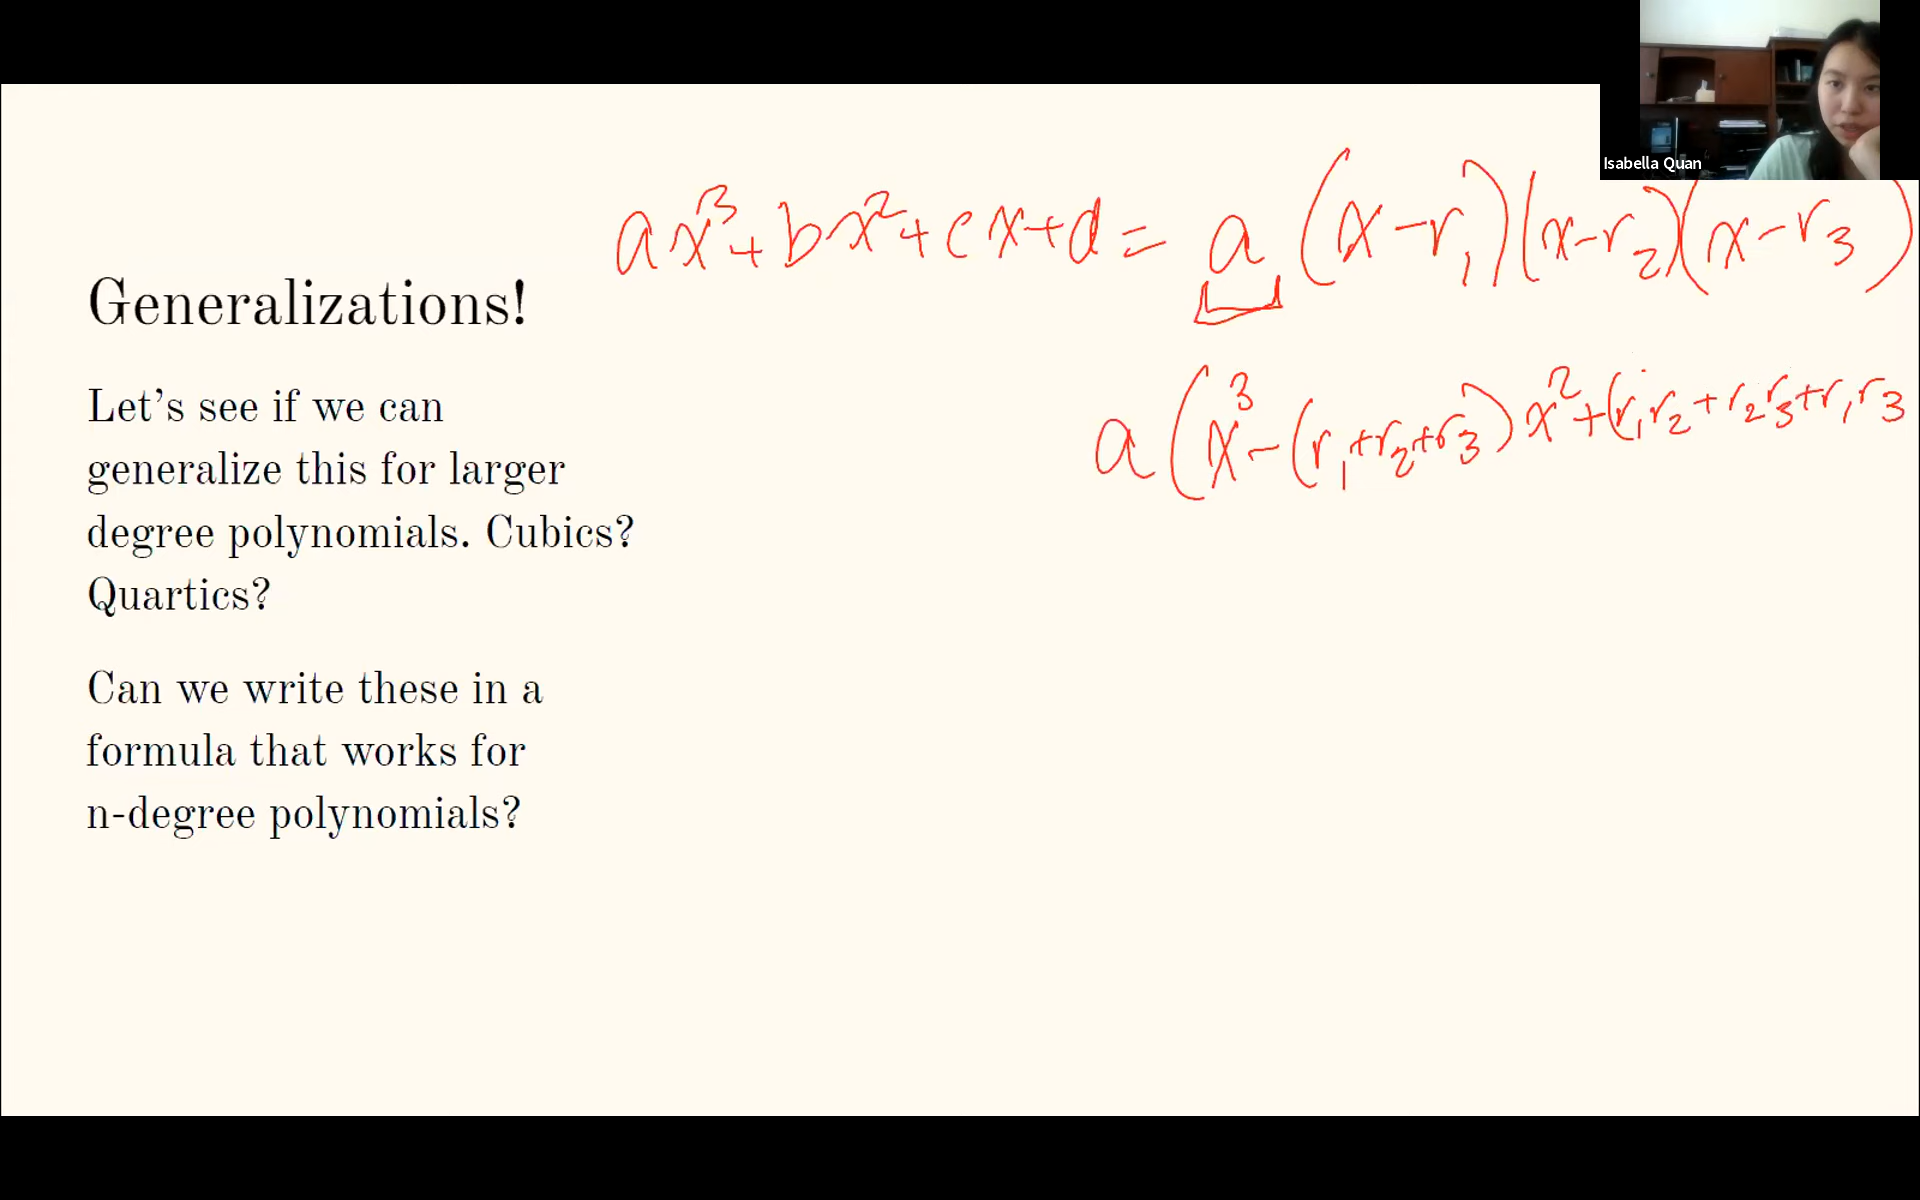 Isabella Quan
ax³+bx²+cx+d = a(x-r₁)(x-r₂)(x-r₃)
Generalizations!
a(x³-(r₁+r₂+r₃)x²+(r₁r₂+r₂r₃+r₁r₃
Let's see if we can
generalize this for larger
degree polynomials. Cubics?
Quartics?
Can we write these in a
formula that works for
n-degree polynomials?